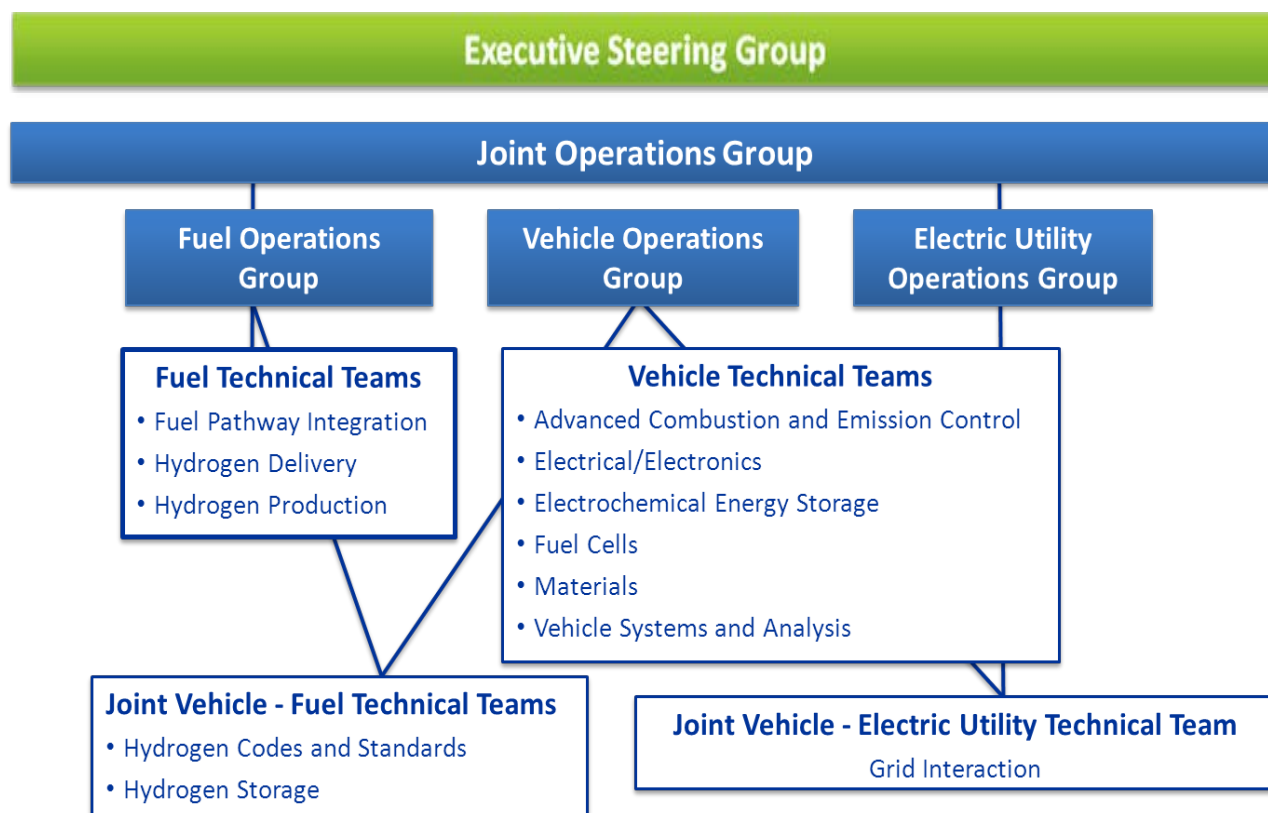 Executive Steering Group
Joint Operations Group
Fuel Operations
Group
Vehicle Operations
Group
Electric Utility
Operations Group
Fuel Technical Teams
• Fuel Pathway Integration
• Hydrogen Delivery
• Hydrogen Production
Vehicle Technical Teams
• Advanced Combustion and Emission Control
• Electrical/Electronics
• Electrochemical Energy Storage
• Fuel Cells
• Materials
• Vehicle Systems and Analysis
Joint Vehicle - Fuel Technical Teams
• Hydrogen Codes and Standards
• Hydrogen Storage
Joint Vehicle - Electric Utility Technical Team
Grid Interaction